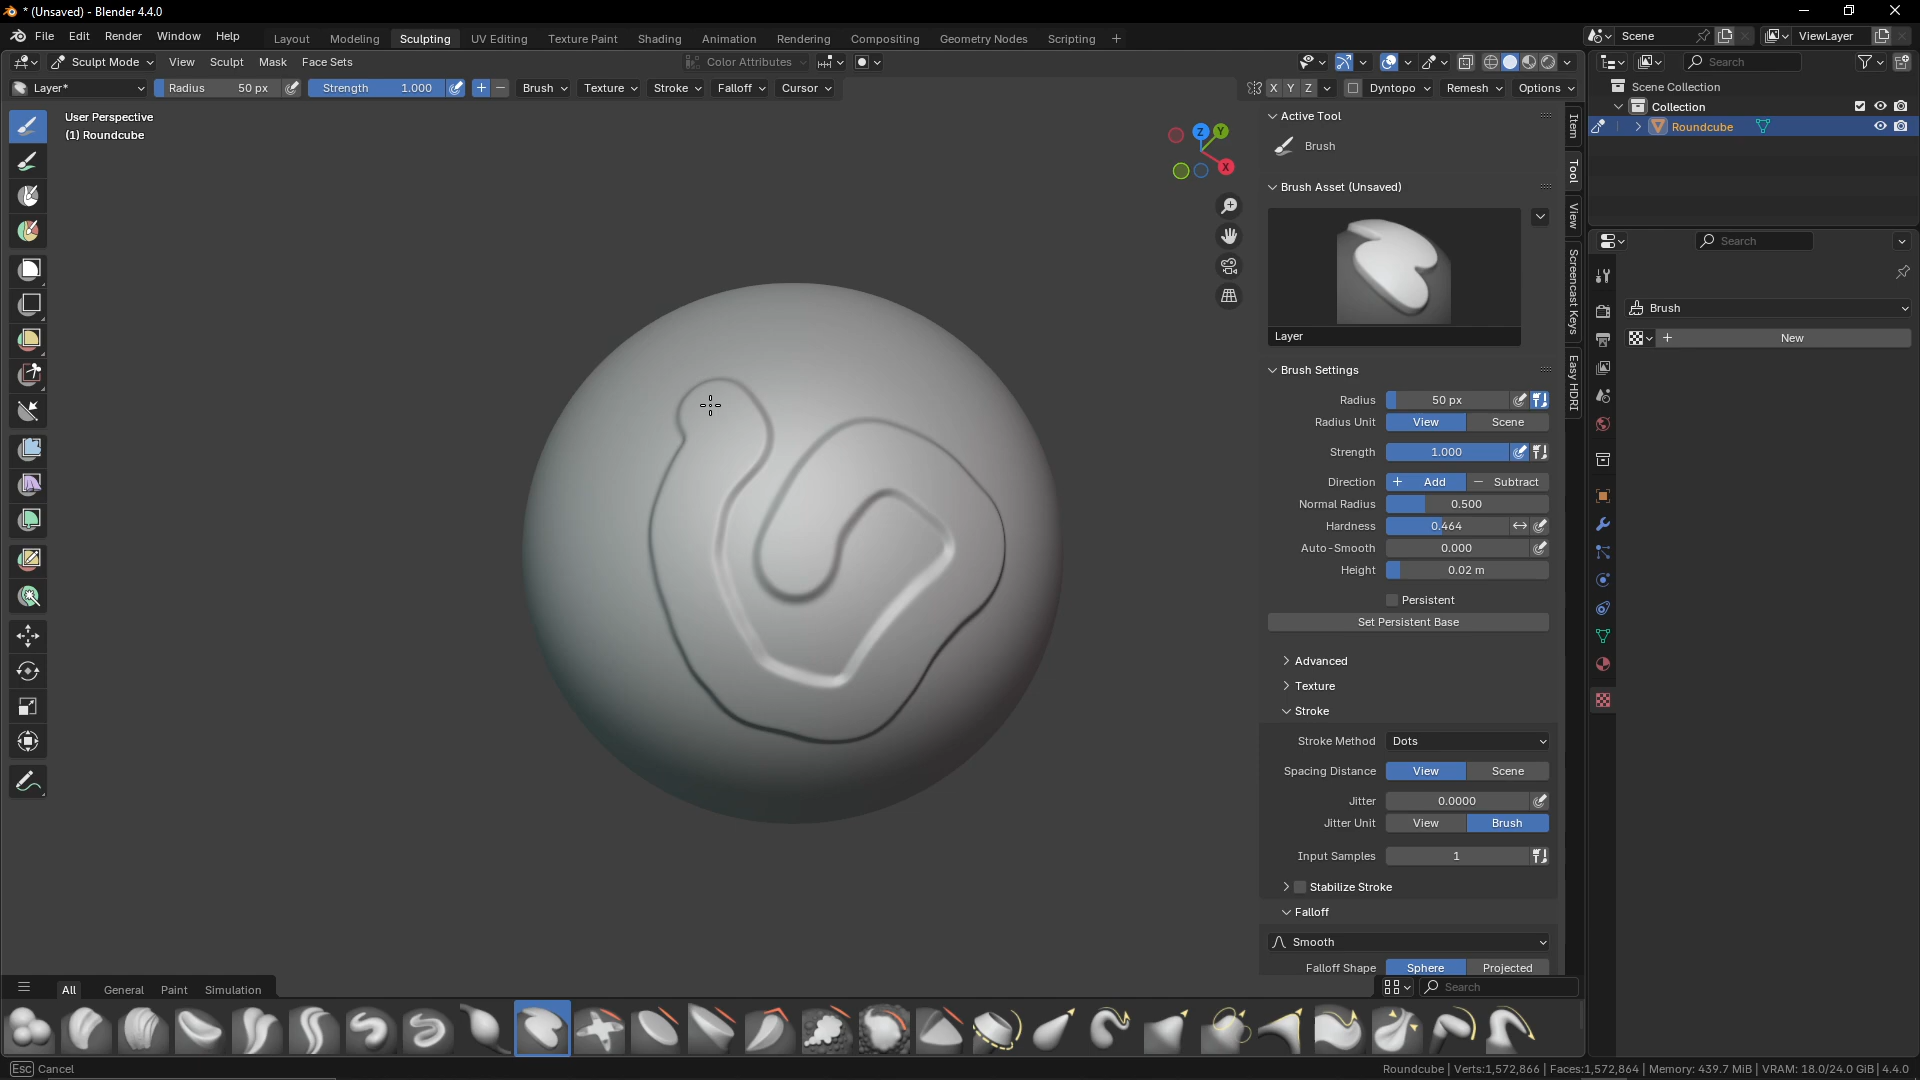 * (Unsaved) - Blender 4.4.0
File Edit Render Window Help
Layout Modeling Sculpting UV Editing Texture Paint Shading Animation Rendering Compositing Geometry Nodes Scripting +
Scene
ViewLayer
Sculpt Mode View Sculpt Mask Face Sets
Color Attributes
Search
Layer*
Radius 50 px
Strength 1.000
+ −
Brush Texture Stroke Falloff Cursor
X Y Z
Dyntopo Remesh Options
User Perspective
(1) Roundcube
Z
Y
X
Active Tool
Brush
Brush Asset (Unsaved)
Layer
Brush Settings
Radius 50 px
Radius Unit View Scene
Strength 1.000
Direction + Add − Subtract
Normal Radius 0.500
Hardness 0.464
Auto-Smooth 0.000
Height 0.02 m
Persistent
Set Persistent Base
Advanced
Texture
Stroke
Stroke Method Dots
Spacing Distance View Scene
Jitter 0.0000
Jitter Unit View Brush
Input Samples 1
Stabilize Stroke
Falloff
Smooth
Falloff Shape Sphere Projected
Item
Tool
View
Screencast Keys
Easy HDRI
Scene Collection
Collection
Roundcube
Search
Brush
+ New
All General Paint Simulation
Search
Esc Cancel
Roundcube | Verts:1,572,866 | Faces:1,572,864 | Memory: 439.7 MiB | VRAM: 18.0/24.0 GiB | 4.4.0